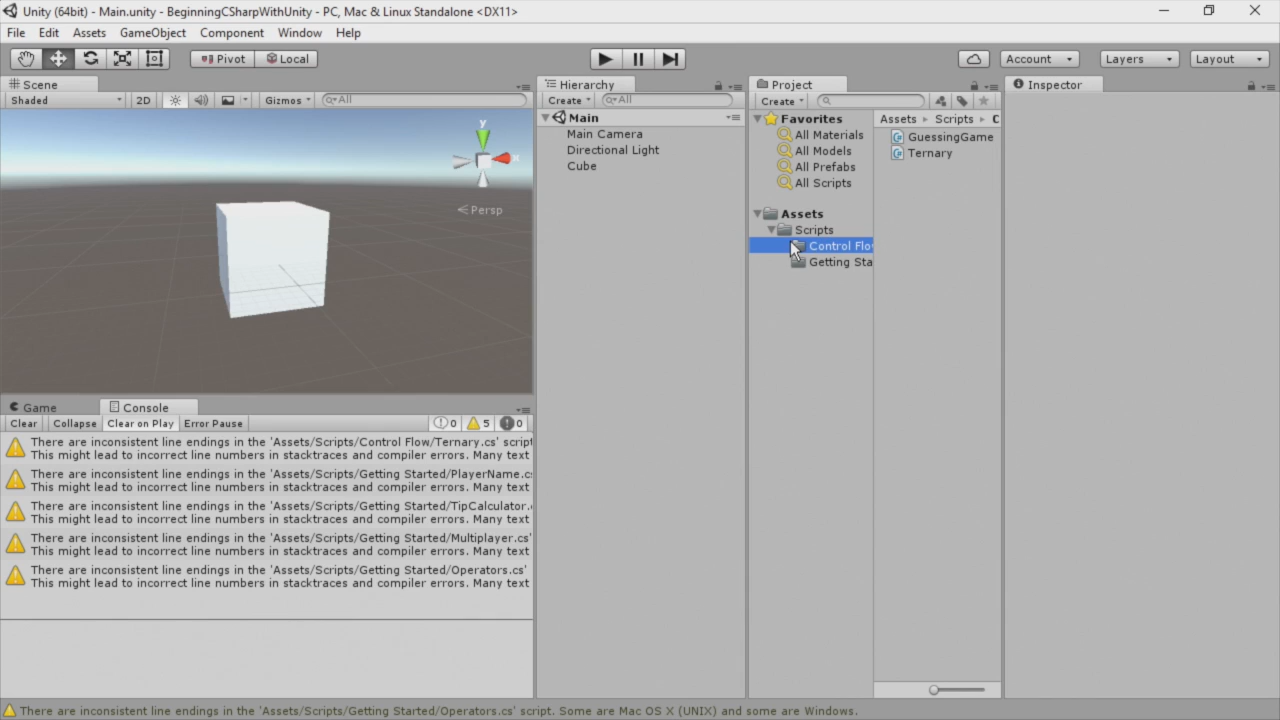 Unity (64bit) - Main.unity - BeginningCSharpWithUnity - PC, Mac & Linux Standalone <DX11>
File Edit Assets GameObject Component Window Help
Pivot Local Account Layers Layout
Scene
Shaded 2D Gizmos All
y
x
Persp
Hierarchy
Create All
Main
Main Camera
Directional Light
Cube
Project
Create
Favorites
All Materials
All Models
All Prefabs
All Scripts
Assets
Scripts
Control Flo
Getting Sta
Assets Scripts C
GuessingGame
Ternary
Inspector
Game Console
Clear Collapse Clear on Play Error Pause 0 5 0
There are inconsistent line endings in the 'Assets/Scripts/Control Flow/Ternary.cs' script
This might lead to incorrect line numbers in stacktraces and compiler errors. Many text
There are inconsistent line endings in the 'Assets/Scripts/Getting Started/PlayerName.cs
This might lead to incorrect line numbers in stacktraces and compiler errors. Many text
There are inconsistent line endings in the 'Assets/Scripts/Getting Started/TipCalculator.
This might lead to incorrect line numbers in stacktraces and compiler errors. Many text
There are inconsistent line endings in the 'Assets/Scripts/Getting Started/Multiplayer.cs'
This might lead to incorrect line numbers in stacktraces and compiler errors. Many text
There are inconsistent line endings in the 'Assets/Scripts/Getting Started/Operators.cs'
This might lead to incorrect line numbers in stacktraces and compiler errors. Many text
There are inconsistent line endings in the 'Assets/Scripts/Getting Started/Operators.cs' script. Some are Mac OS X (UNIX) and some are Windows.